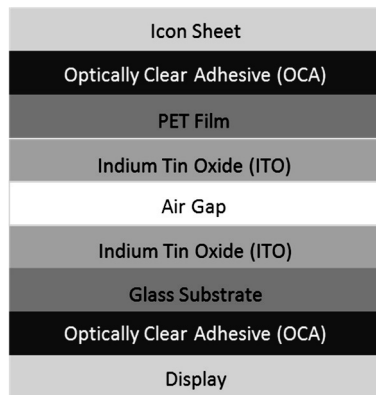 Icon Sheet
Optically Clear Adhesive (OCA)
PET Film
Indium Tin Oxide (ITO)
Air Gap
Indium Tin Oxide (ITO)
Glass Substrate
Optically Clear Adhesive (OCA)
Display